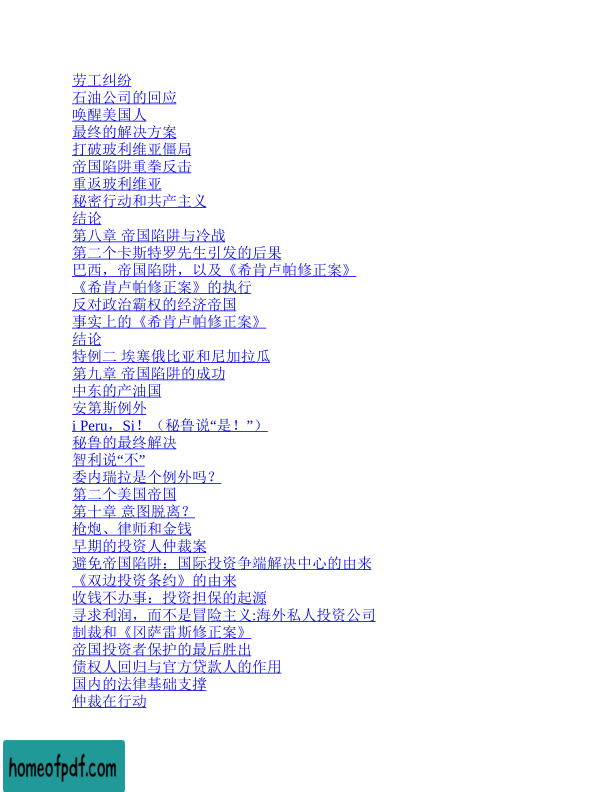 劳工纠纷
石油公司的回应
唤醒美国人
最终的解决方案
打破玻利维亚僵局
帝国陷阱重拳反击
重返玻利维亚
秘密行动和共产主义
结论
第八章 帝国陷阱与冷战
第二个卡斯特罗先生引发的后果
巴西，帝国陷阱，以及《希肯卢帕修正案》
《希肯卢帕修正案》的执行
反对政治霸权的经济帝国
事实上的《希肯卢帕修正案》
结论
特例二 埃塞俄比亚和尼加拉瓜
第九章 帝国陷阱的成功
中东的产油国
安第斯例外
i Peru，Si！（秘鲁说“是！”）
秘鲁的最终解决
智利说“不”
委内瑞拉是个例外吗？
第二个美国帝国
第十章 意图脱离？
枪炮、律师和金钱
早期的投资人仲裁案
避免帝国陷阱：国际投资争端解决中心的由来
《双边投资条约》的由来
收钱不办事：投资担保的起源
寻求利润，而不是冒险主义:海外私人投资公司
制裁和《冈萨雷斯修正案》
帝国投资者保护的最后胜出
债权人回归与官方贷款人的作用
国内的法律基础支撑
仲裁在行动
homeofpdf.com